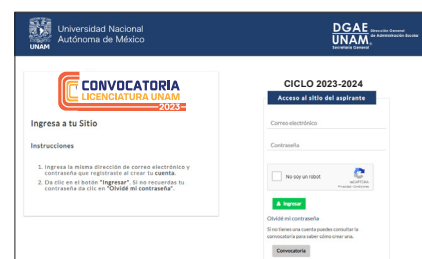 Universidad Nacional
Autónoma de México
UNAM
DGAE Dirección General
de Administración Escolar
UNAM
Secretaría General
CONVOCATORIA
LICENCIATURA UNAM
2023
Ingresa a tu Sitio
Instrucciones
1. Ingresa la misma dirección de correo electrónico y
contraseña que registraste al crear tu cuenta.
2. Da clic en el botón "Ingresar". Si no recuerdas tu
contraseña da clic en "Olvidé mi contraseña".
CICLO 2023-2024
Acceso al sitio del aspirante
Correo electrónico
Contraseña
No soy un robot
reCAPTCHA
Privacidad - Condiciones
Ingresar
Olvidé mi contraseña
Si no tienes una cuenta puedes consultar la
convocatoria para saber cómo crear una.
Convocatoria